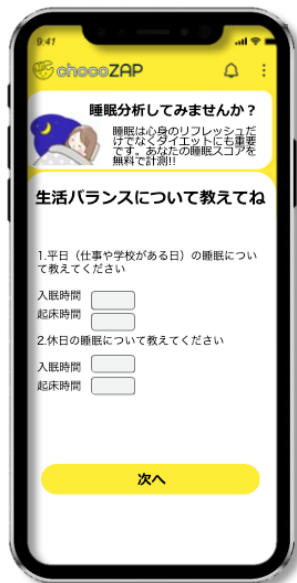 9:41
chocoZAP
睡眠分析してみませんか？
睡眠は心身のリフレッシュだ
けでなくダイエットにも重要
です。あなたの睡眠スコアを
無料で計測!!
生活バランスについて教えてね
1.平日（仕事や学校がある日）の睡眠につい
て教えてください
入眠時間
起床時間
2.休日の睡眠について教えてください
入眠時間
起床時間
次へ